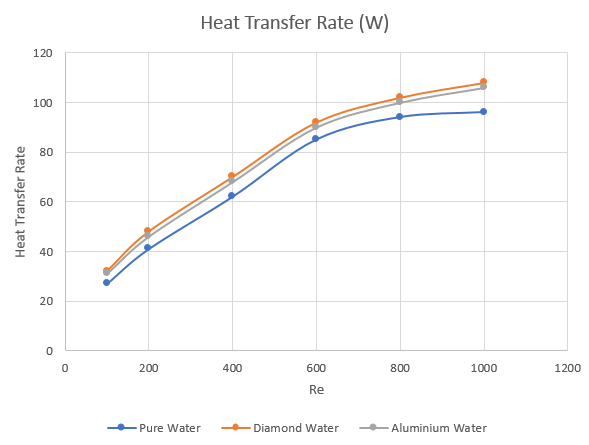 Heat Transfer Rate (W)
120
100
80
60
40
20
0
Heat Transfer Rate
0 200 400 600 800 1000 1200
Re
Pure Water Diamond Water Aluminium Water